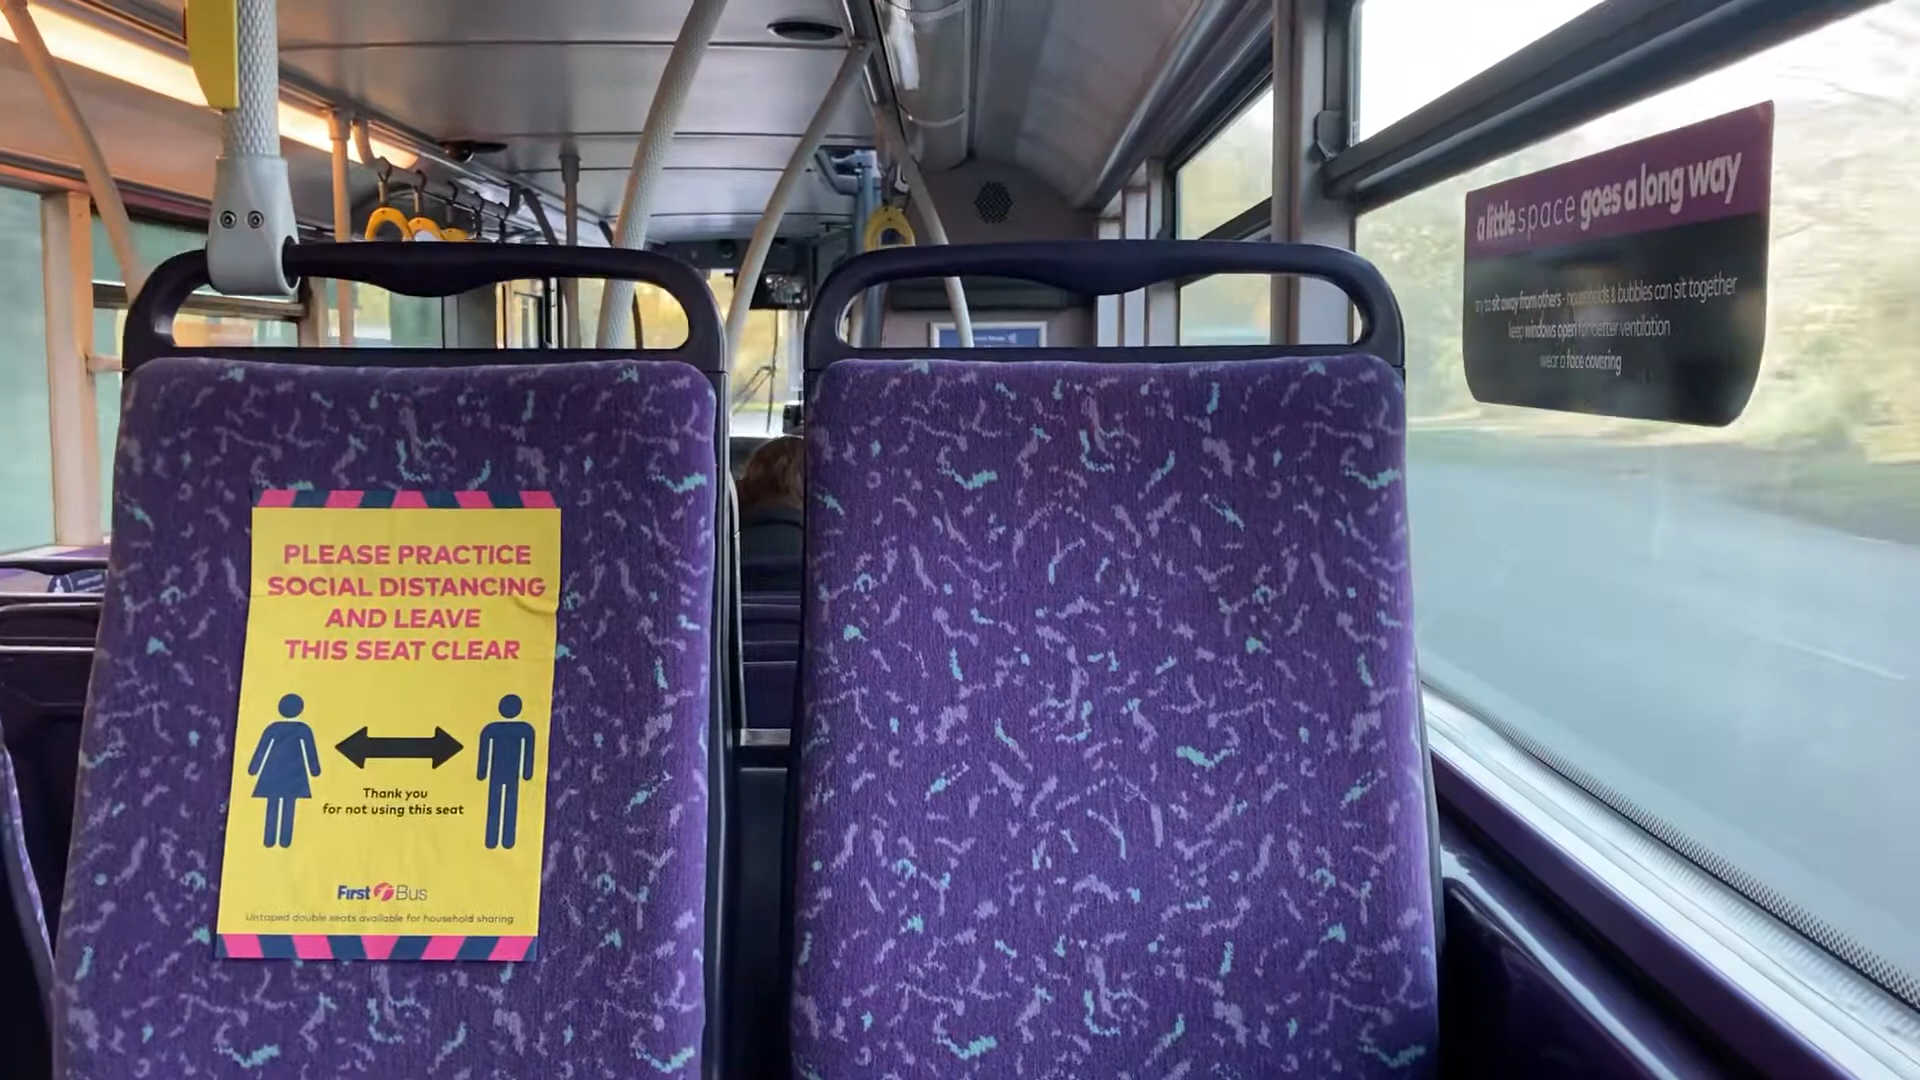 PLEASE PRACTICE
SOCIAL DISTANCING
AND LEAVE
THIS SEAT CLEAR
Thank you
for not using this seat
First Bus
Untaped double seats available for household sharing
a little space goes a long way
try to sit away from others - households & bubbles can sit together
keep windows open for better ventilation
wear a face covering